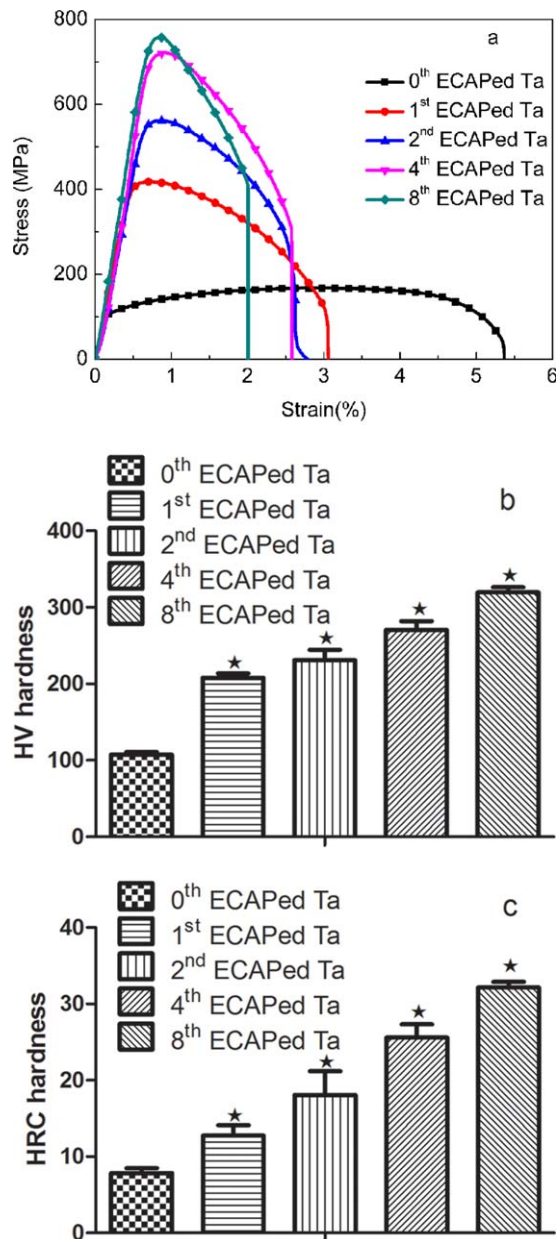 a
800
600
400
200
0
Stress (MPa)
0th ECAPed Ta
1st ECAPed Ta
2nd ECAPed Ta
4th ECAPed Ta
8th ECAPed Ta
0 1 2 3 4 5 6
Strain(%)
b
0th ECAPed Ta
1st ECAPed Ta
2nd ECAPed Ta
4th ECAPed Ta
8th ECAPed Ta
400
300
200
100
0
HV hardness
★ ★ ★ ★
c
0th ECAPed Ta
1st ECAPed Ta
2nd ECAPed Ta
4th ECAPed Ta
8th ECAPed Ta
40
30
20
10
0
HRC hardness
★ ★ ★ ★